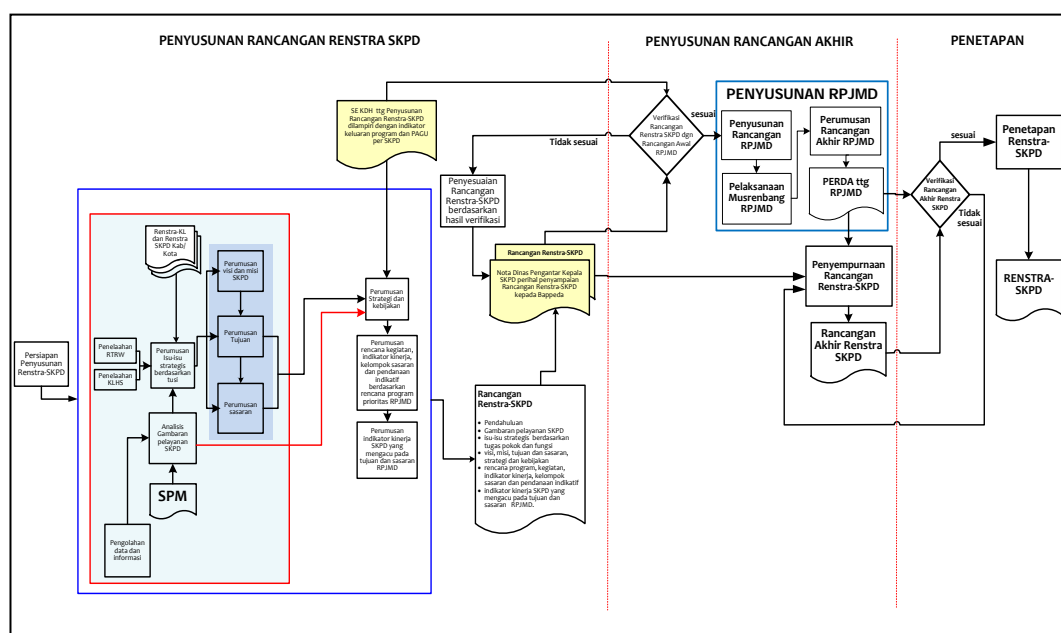 PENYUSUNAN RANCANGAN RENSTRA SKPD
PENYUSUNAN RANCANGAN AKHIR
PENETAPAN
SE KDH ttg Penyusunan
Rancangan Renstra-SKPD
dilampiri dengan indikator
keluaran program dan PAGU
per SKPD
Verifikasi
Rancangan
Renstra SKPD dgn
Rancangan Awal
RPJMD
sesuai
Tidak sesuai
PENYUSUNAN RPJMD
Penyusunan
Rancangan
RPJMD
Perumusan
Rancangan
Akhir RPJMD
Pelaksanaan
Musrenbang
RPJMD
PERDA ttg
RPJMD
sesuai
Penetapan
Renstra-
SKPD
Verifikasi
Rancangan
Akhir Renstra
SKPD
Tidak
sesuai
Penyesuaian
Rancangan
Renstra-SKPD
berdasarkan
hasil verifikasi
Rancangan Renstra-SKPD
Nota Dinas Pengantar Kepala
SKPD perihal penyampaian
Rancangan Renstra-SKPD
kepada Bappeda
Penyempurnaan
Rancangan
Renstra-SKPD
RENSTRA-
SKPD
Rancangan
Akhir Renstra
SKPD
Renstra-KL
dan Renstra
SKPD Kab/
Kota
Perumusan
visi dan misi
SKPD
Perumusan
Strategi dan
kebijakan
Perumusan
Tujuan
Persiapan
Penyusunan
Renstra-SKPD
Penelaahan
RTRW
Penelaahan
KLHS
Perumusan
Isu-isu
strategis
berdasarkan
tusi
Perumusan
sasaran
Perumusan
rencana kegiatan,
indikator kinerja,
kelompok sasaran
dan pendanaan
indikatif
berdasarkan
rencana program
prioritas RPJMD
Analisis
Gambaran
pelayanan
SKPD
Perumusan
indikator kinerja
SKPD yang
mengacu pada
tujuan dan sasaran
RPJMD
SPM
Pengolahan
data dan
informasi
Rancangan
Renstra-SKPD
• Pendahuluan
• Gambaran pelayanan SKPD
• isu-isu strategis berdasarkan
tugas pokok dan fungsi
• visi, misi, tujuan dan sasaran,
strategi dan kebijakan
• rencana program, kegiatan,
indikator kinerja, kelompok
sasaran dan pendanaan indikatif
• indikator kinerja SKPD yang
mengacu pada tujuan dan
sasaran RPJMD.